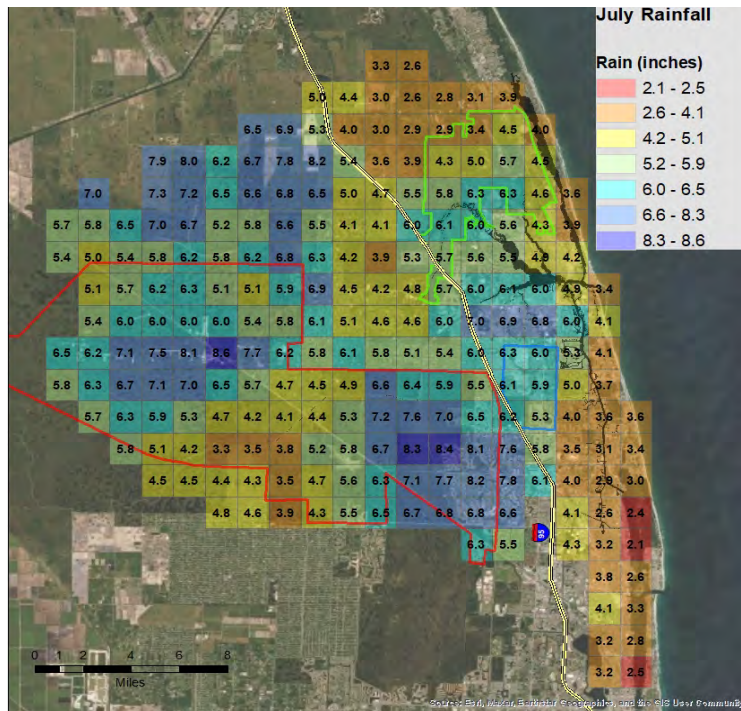 July Rainfall
Rain (inches)
2.1 - 2.5
2.6 - 4.1
4.2 - 5.1
5.2 - 5.9
6.0 - 6.5
6.6 - 8.3
8.3 - 8.6
3.3 2.6
5.0 4.4 3.0 2.6 2.8 3.1 3.9
6.5 6.9 5.3 4.0 3.0 2.9 2.9 3.4 4.5 4.0
7.9 8.0 6.2 6.7 7.8 8.2 5.4 3.6 3.9 4.3 5.0 5.7 4.5
7.0 7.3 7.2 6.5 6.6 6.8 6.5 5.0 4.7 5.5 5.8 6.3 6.3 4.6 3.6
5.7 5.8 6.5 7.0 6.7 5.2 5.8 6.6 5.5 4.1 4.1 6.0 6.1 6.0 5.6 4.3 3.9
5.4 5.0 5.4 5.8 6.2 5.8 6.2 6.8 6.3 4.2 3.9 5.3 5.7 5.6 5.5 4.9 4.2
5.1 5.7 6.2 6.3 5.1 5.1 5.9 6.9 4.5 4.2 4.8 5.7 6.0 6.1 6.0 4.9 3.4
5.4 6.0 6.0 6.0 6.0 5.4 5.8 6.1 5.1 4.6 4.6 6.0 7.0 6.9 6.8 6.0 4.1
6.5 6.2 7.1 7.5 8.1 8.6 7.7 6.2 5.8 6.1 5.8 5.1 5.4 6.0 6.3 6.0 5.3 4.1
5.8 6.3 6.7 7.1 7.0 6.5 5.7 4.7 4.5 4.9 6.6 6.4 5.9 5.5 6.1 5.9 5.0 3.7
5.7 6.3 5.9 5.3 4.7 4.2 4.1 4.4 5.3 7.2 7.6 7.0 6.5 6.2 5.3 4.0 3.6 3.6
5.8 5.1 4.2 3.3 3.5 3.8 5.2 5.8 6.7 8.3 8.4 8.1 7.6 5.8 3.5 3.1 3.4
4.5 4.5 4.4 4.3 3.5 4.7 5.6 6.3 7.1 7.7 8.2 7.8 6.1 4.0 2.9 3.0
4.8 4.6 3.9 4.3 5.5 6.5 6.7 6.8 6.8 6.6 4.1 2.6 2.4
6.3 5.5 95 4.3 3.2 2.1
3.8 2.6
4.1 3.3
3.2 2.8
3.2 2.5
0 1 2 4 6 8
Miles
Source: Esri, Maxar, Earthstar Geographics, and the GIS User Community